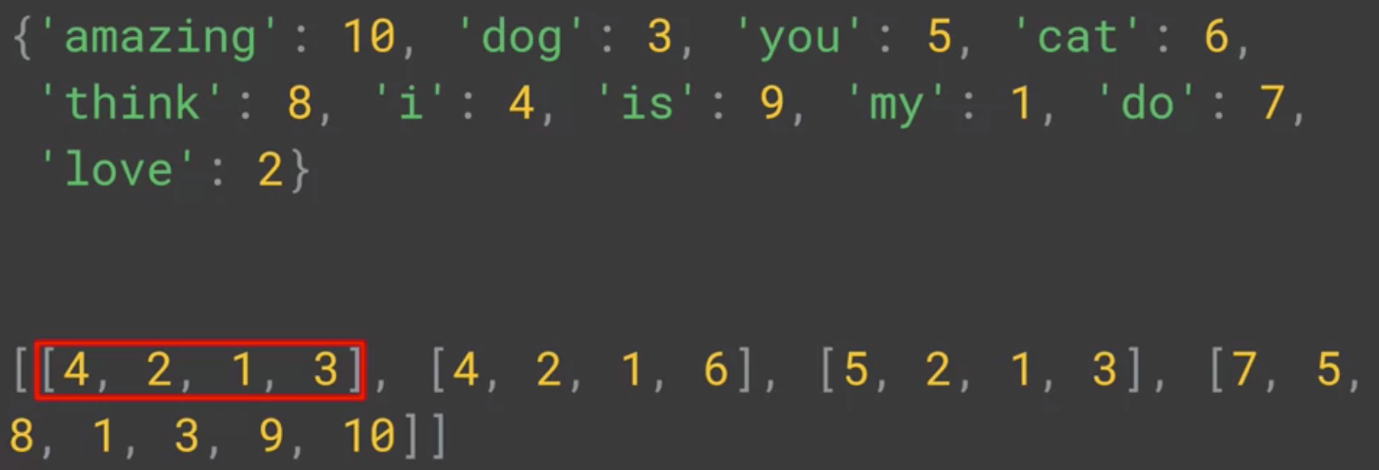 {'amazing': 10, 'dog': 3, 'you': 5, 'cat': 6,
'think': 8, 'i': 4, 'is': 9, 'my': 1, 'do': 7,
'love': 2}
[[4, 2, 1, 3], [4, 2, 1, 6], [5, 2, 1, 3], [7, 5,
8, 1, 3, 9, 10]]